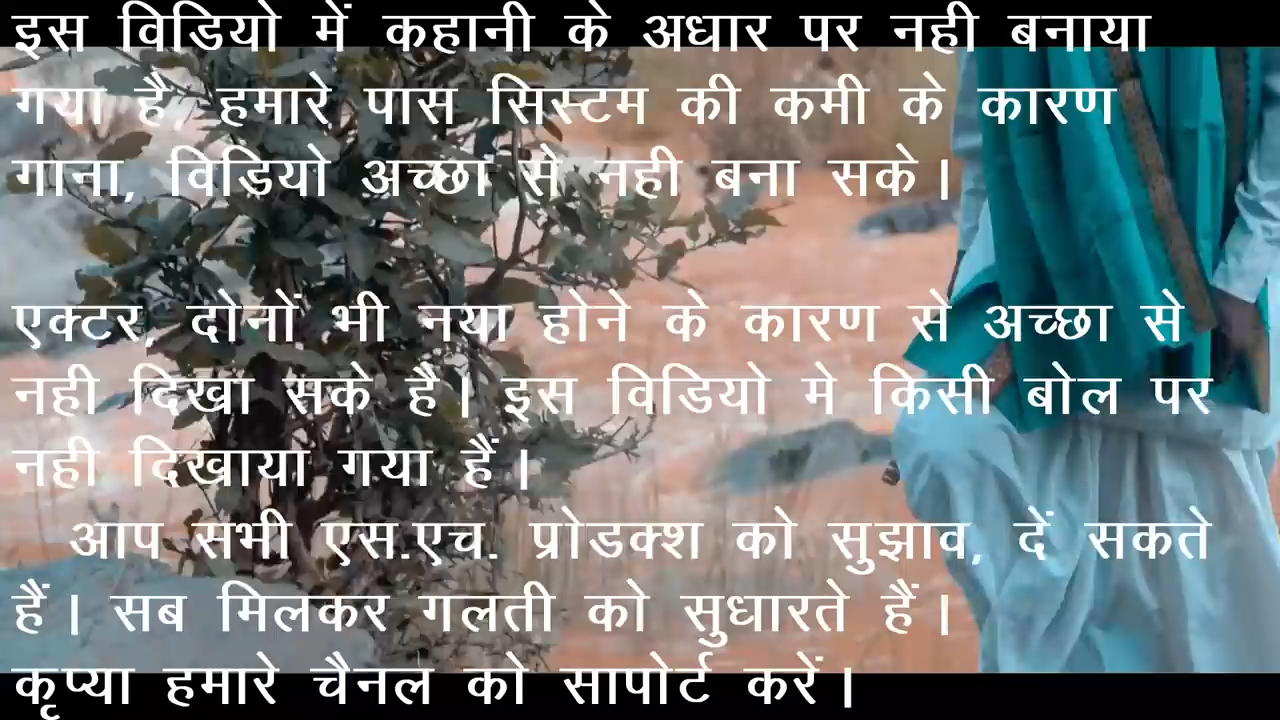 इस विडियो में कहानी के अधार पर नही बनाया
गया है, हमारे पास सिस्टम की कमी के कारण
गाना, विडियो अच्छा से नही बना सके।
एक्टर, दोनों भी नया होने के कारण से अच्छा से
नही दिखा सके है। इस विडियो मे किसी बोल पर
नही दिखाया गया हैं।
आप सभी एस.एच. प्रोडक्श को सुझाव, दें सकते
हैं। सब मिलकर गलती को सुधारते हैं।
कृप्या हमारे चैनल को सापोर्ट करें।